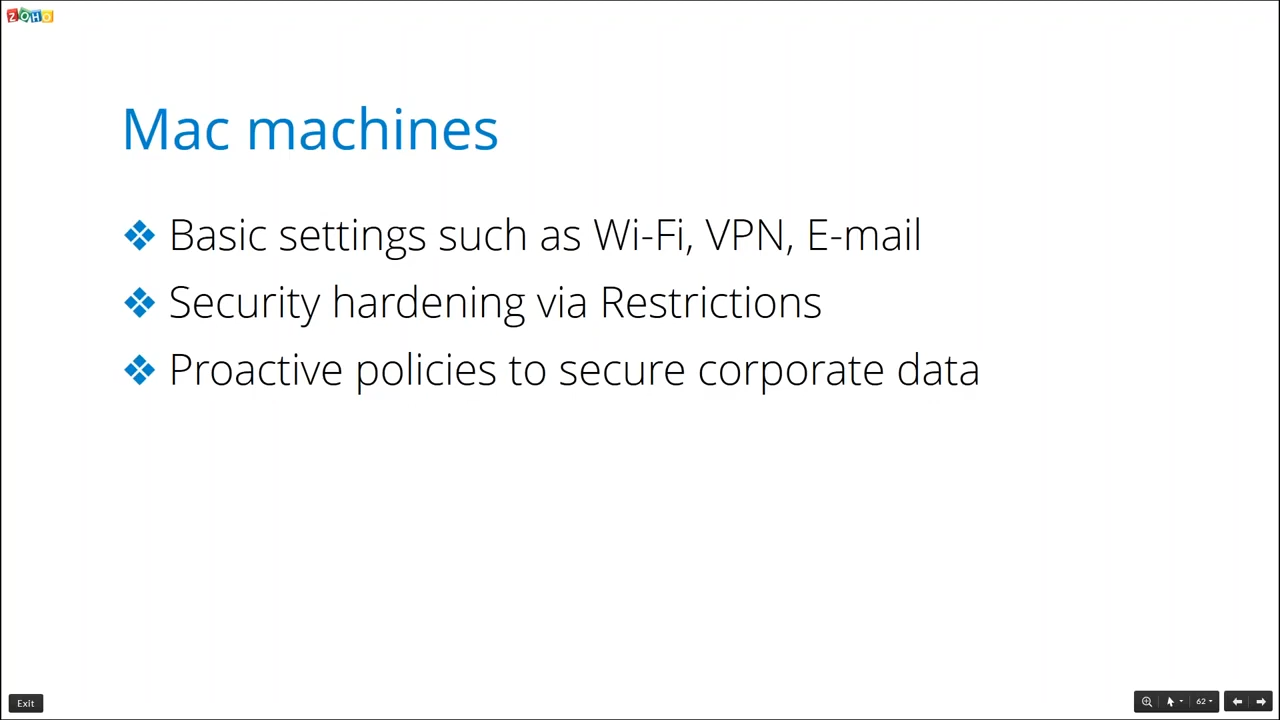 ZOHO
Mac machines
❖ Basic settings such as Wi-Fi, VPN, E-mail
❖ Security hardening via Restrictions
❖ Proactive policies to secure corporate data
Exit
62